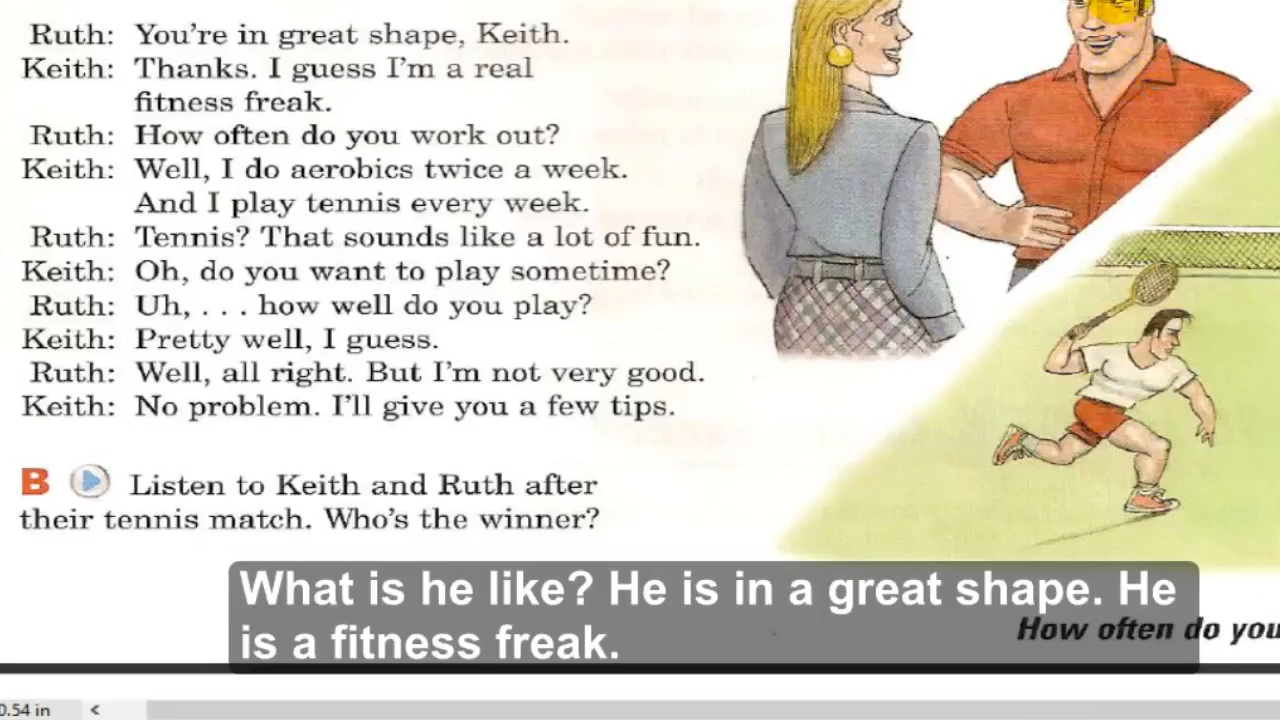 Ruth: You're in great shape, Keith.
Keith: Thanks. I guess I'm a real
fitness freak.
Ruth: How often do you work out?
Keith: Well, I do aerobics twice a week.
And I play tennis every week.
Ruth: Tennis? That sounds like a lot of fun.
Keith: Oh, do you want to play sometime?
Ruth: Uh, . . . how well do you play?
Keith: Pretty well, I guess.
Ruth: Well, all right. But I'm not very good.
Keith: No problem. I'll give you a few tips.
B Listen to Keith and Ruth after
their tennis match. Who's the winner?
What is he like? He is in a great shape. He
is a fitness freak.
How often do you
0.54 in <